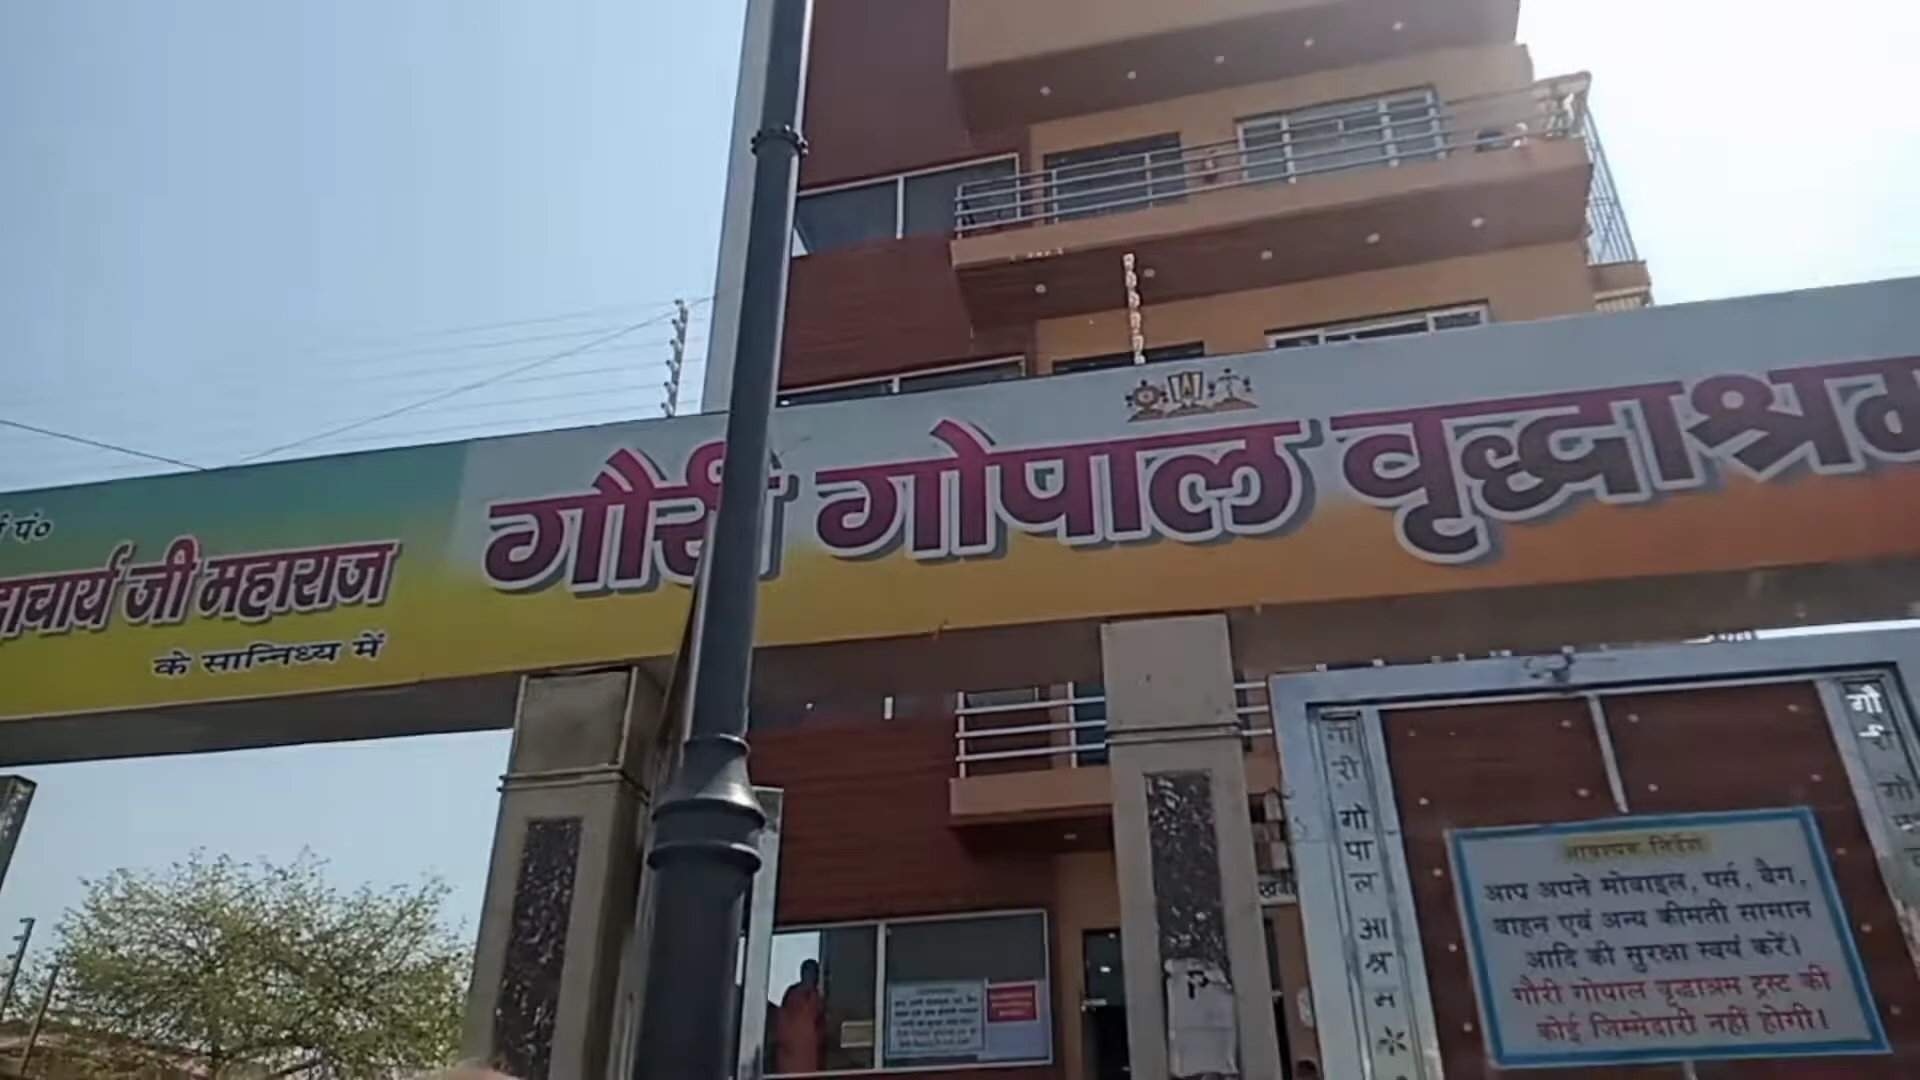 पं०
जी महाराज
के सान्निध्य में
गौरी गोपाल वृद्धाश्रम
गौरी गोपाल आश्रम
आवश्यक निर्देश
आप अपने मोबाइल, पर्स, बैग,
वाहन एवं अन्य कीमती सामान
आदि की सुरक्षा स्वयं करें।
गौरी गोपाल वृद्धाश्रम ट्रस्ट की
कोई जिम्मेदारी नहीं होगी।
P